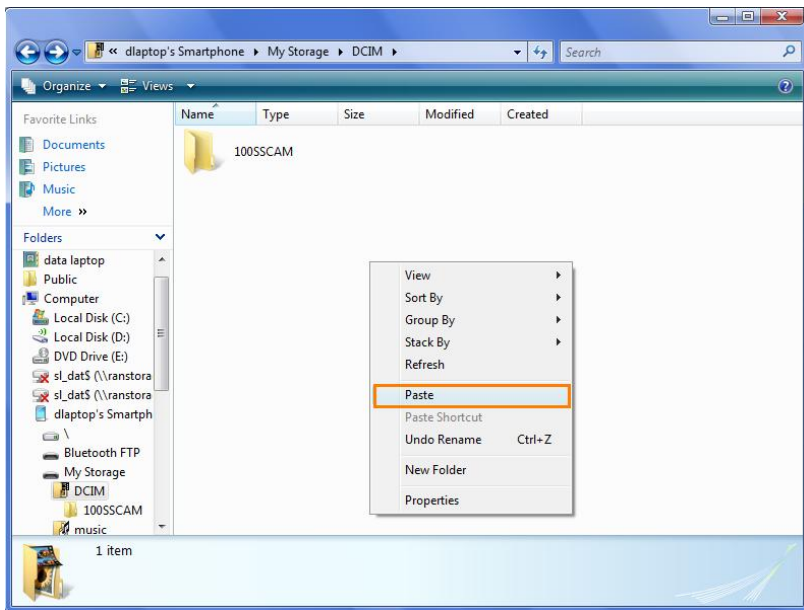 « dlaptop's Smartphone ▸ My Storage ▸ DCIM ▸
Search
Organize Views
Favorite Links
Documents
Pictures
Music
More »
Folders
data laptop
Public
Computer
Local Disk (C:)
Local Disk (D:)
DVD Drive (E:)
sl_dat$ (\\ranstora
sl_dat$ (\\ranstora
dlaptop's Smartph
\
Bluetooth FTP
My Storage
DCIM
100SSCAM
music
Name Type Size Modified Created
100SSCAM
View
Sort By
Group By
Stack By
Refresh
Paste
Paste Shortcut
Undo Rename Ctrl+Z
New Folder
Properties
1 item